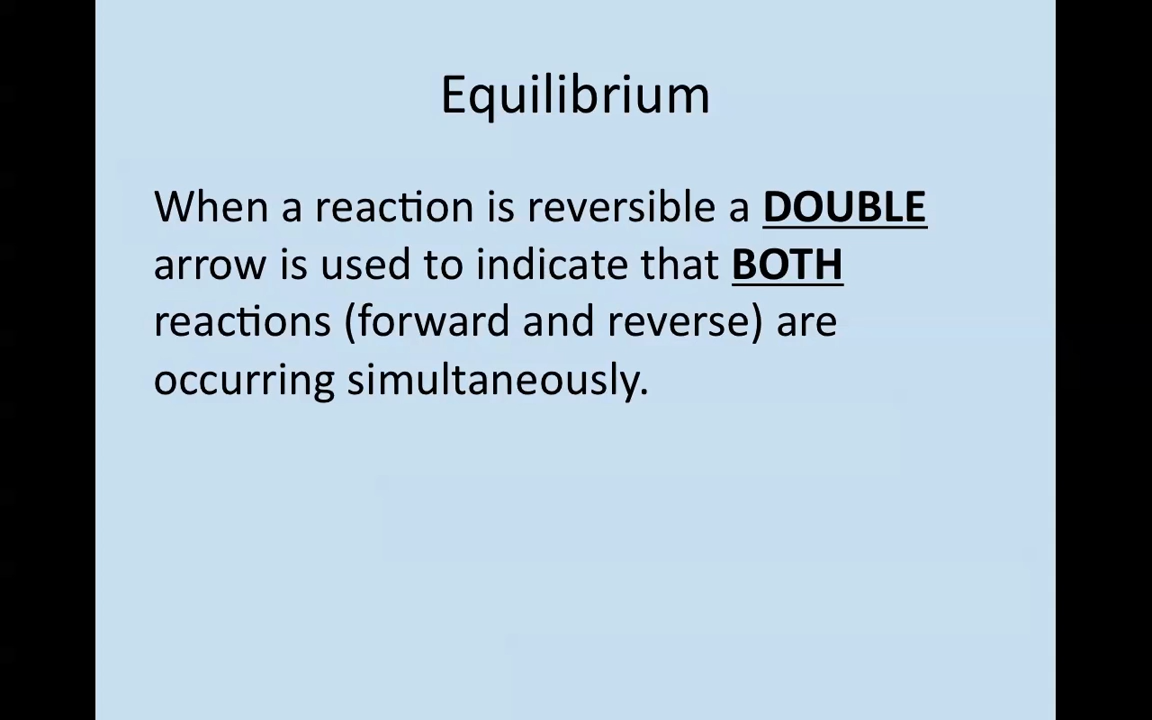 Equilibrium
When a reaction is reversible a DOUBLE
arrow is used to indicate that BOTH
reactions (forward and reverse) are
occurring simultaneously.